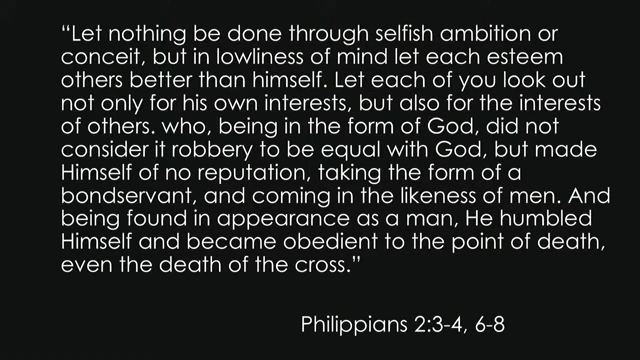 “Let nothing be done through selfish ambition or
conceit, but in lowliness of mind let each esteem
others better than himself. Let each of you look out
not only for his own interests, but also for the interests
of others. who, being in the form of God, did not
consider it robbery to be equal with God, but made
Himself of no reputation, taking the form of a
bondservant, and coming in the likeness of men. And
being found in appearance as a man, He humbled
Himself and became obedient to the point of death,
even the death of the cross.”
Philippians 2:3-4, 6-8